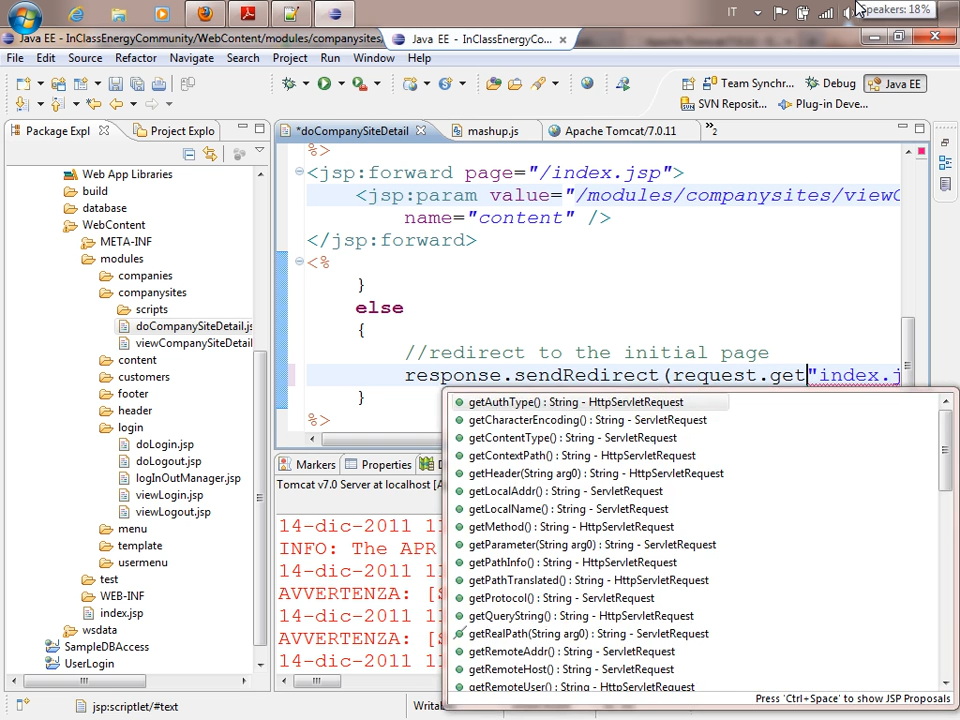 IT
Speakers: 18%
Java EE - InClassEnergyCommunity/WebContent/modules/companysites
Java EE - InClassEnergyCo...
File Edit Source Refactor Navigate Search Project Run Window Help
Team Synchr... Debug Java EE
SVN Reposit... Plug-in Deve...
Package Expl
Project Explo
*doCompanySiteDetail
mashup.js
Apache Tomcat/7.0.11
»2
Web App Libraries
build
database
WebContent
META-INF
modules
companies
companysites
scripts
doCompanySiteDetail.js
viewCompanySiteDetail
content
customers
footer
header
login
doLogin.jsp
doLogout.jsp
logInOutManager.jsp
viewLogin.jsp
viewLogout.jsp
menu
template
usermenu
test
WEB-INF
index.jsp
wsdata
SampleDBAccess
UserLogin
%>
<jsp:forward page="/index.jsp">
<jsp:param value="/modules/companysites/viewC
name="content" />
</jsp:forward>
<%
}
else
{
//redirect to the initial page
response.sendRedirect(request.get"index.j
}
%>
getAuthType() : String - HttpServletRequest
getCharacterEncoding() : String - ServletRequest
getContentType() : String - ServletRequest
getContextPath() : String - HttpServletRequest
getHeader(String arg0) : String - HttpServletRequest
getLocalAddr() : String - ServletRequest
getLocalName() : String - ServletRequest
getMethod() : String - HttpServletRequest
getParameter(String arg0) : String - ServletRequest
getPathInfo() : String - HttpServletRequest
getPathTranslated() : String - HttpServletRequest
getProtocol() : String - ServletRequest
getQueryString() : String - HttpServletRequest
getRealPath(String arg0) : String - ServletRequest
getRemoteAddr() : String - ServletRequest
getRemoteHost() : String - ServletRequest
getRemoteUser() : String - HttpServletRequest
Press 'Ctrl+Space' to show JSP Proposals
Markers
Properties
Tomcat v7.0 Server at localhost [A
14-dic-2011 11
INFO: The APR
14-dic-2011 11
AVVERTENZA: [S
14-dic-2011 11
AVVERTENZA: [S
14-dic-2011 11
jsp:scriptlet/#text
Writa